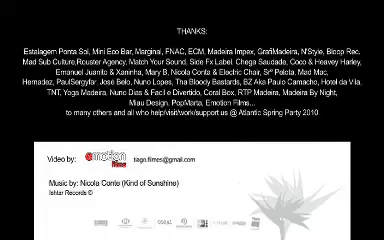 THANKS:
Estalagem Ponta Sol, Mini Eco Bar, Marginal, FNAC, ECM, Madeira Impex, GrafiMadeira, N'Style, Bloop Rec.
Mad Sub Culture,Rouster Agency, Match Your Sound, Side Fx Label, Chega Saudade, Coco & Heavey Harley,
Emanuel Juanito & Xaninha, Mary B, Nicola Conte & Electric Chair, Srª Pelota, Mad Mac,
Hernadez, PaulSergyfar, José Belo, Nuno Lopes, Tha Bloody Bastards, BZ Aka Paulo Camacho, Hotel da Vila,
TNT, Yoga Madeira, Nuno Dias & Facil e Divertido, Coral Box, RTP Madeira, Madeira By Night,
Miau Design, PopMarta, Emotion Films...
to many others and all who help/visit/work/support us @ Atlantic Spring Party 2010
Video by: emotion filmes tiago.filmes@gmail.com
Music by: Nicola Conte (Kind of Sunshine)
Ishtar Records ©